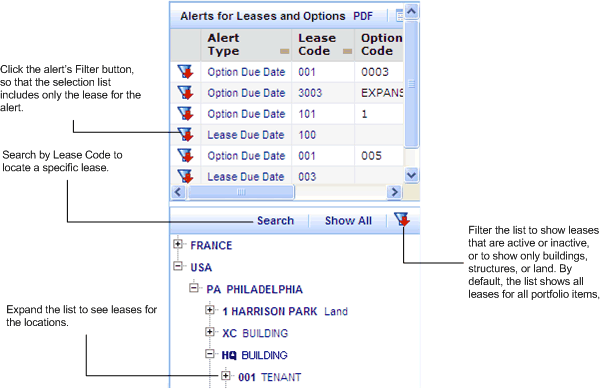 Alerts for Leases and Options PDF
Alert Type Lease Code Option Code
Option Due Date 001 0003
Option Due Date 3003 EXPANS
Option Due Date 101 1
Lease Due Date 100
Option Due Date 001 005
Lease Due Date 003
Click the alert's Filter button,
so that the selection list
includes only the lease for the
alert.
Search by Lease Code to
locate a specific lease.
Search Show All
FRANCE
USA
PA PHILADELPHIA
1 HARRISON PARK Land
XC BUILDING
HQ BUILDING
001 TENANT
Expand the list to see leases for
the locations.
Filter the list to show leases
that are active or inactive,
or to show only buildings,
structures, or land. By
default, the list shows all
leases for all portfolio items,